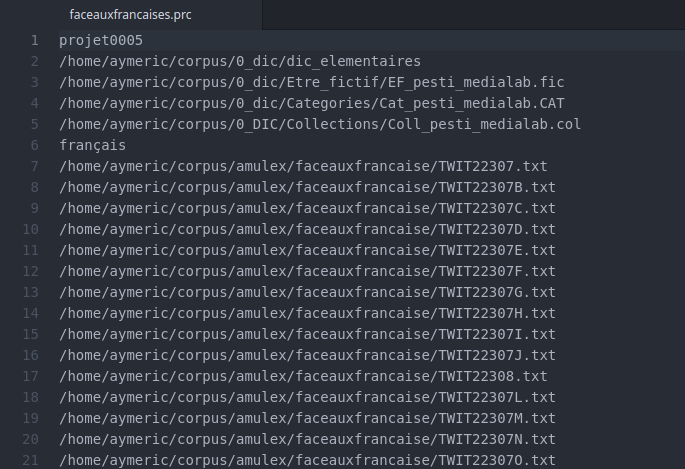 faceauxfrancaises.prc
1 projet0005
2 /home/aymeric/corpus/0_dic/dic_elementaires
3 /home/aymeric/corpus/0_dic/Etre_fictif/EF_pesti_medialab.fic
4 /home/aymeric/corpus/0_dic/Categories/Cat_pesti_medialab.CAT
5 /home/aymeric/corpus/0_DIC/Collections/Coll_pesti_medialab.col
6 français
7 /home/aymeric/corpus/amulex/faceauxfrancaise/TWIT22307.txt
8 /home/aymeric/corpus/amulex/faceauxfrancaise/TWIT22307B.txt
9 /home/aymeric/corpus/amulex/faceauxfrancaise/TWIT22307C.txt
10 /home/aymeric/corpus/amulex/faceauxfrancaise/TWIT22307D.txt
11 /home/aymeric/corpus/amulex/faceauxfrancaise/TWIT22307E.txt
12 /home/aymeric/corpus/amulex/faceauxfrancaise/TWIT22307F.txt
13 /home/aymeric/corpus/amulex/faceauxfrancaise/TWIT22307G.txt
14 /home/aymeric/corpus/amulex/faceauxfrancaise/TWIT22307H.txt
15 /home/aymeric/corpus/amulex/faceauxfrancaise/TWIT22307I.txt
16 /home/aymeric/corpus/amulex/faceauxfrancaise/TWIT22307J.txt
17 /home/aymeric/corpus/amulex/faceauxfrancaise/TWIT22308.txt
18 /home/aymeric/corpus/amulex/faceauxfrancaise/TWIT22307L.txt
19 /home/aymeric/corpus/amulex/faceauxfrancaise/TWIT22307M.txt
20 /home/aymeric/corpus/amulex/faceauxfrancaise/TWIT22307N.txt
21 /home/aymeric/corpus/amulex/faceauxfrancaise/TWIT22307O.txt